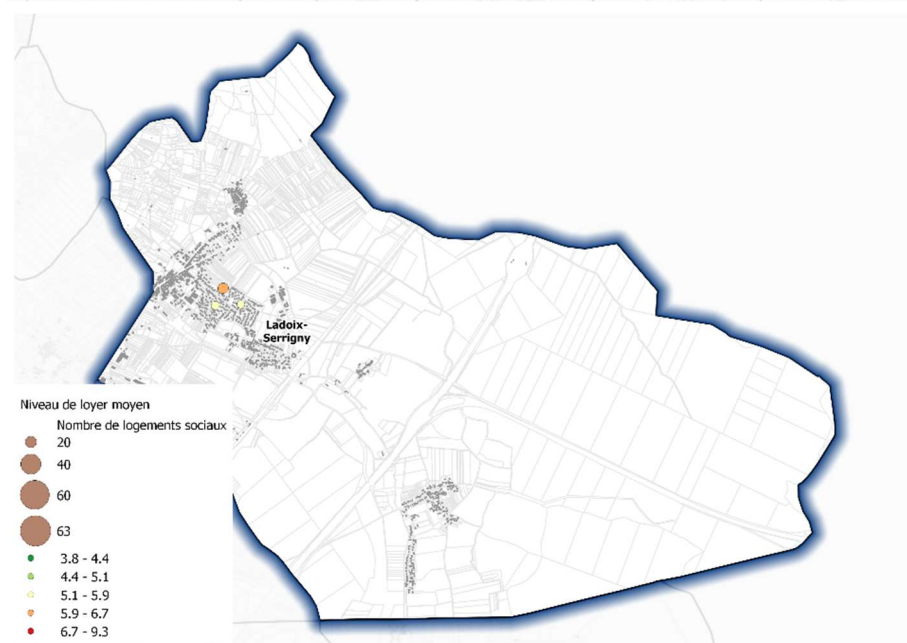 Ladoix-
Serrigny
Niveau de loyer moyen
Nombre de logements sociaux
20
40
60
63
3.8 - 4.4
4.4 - 5.1
5.1 - 5.9
5.9 - 6.7
6.7 - 9.3